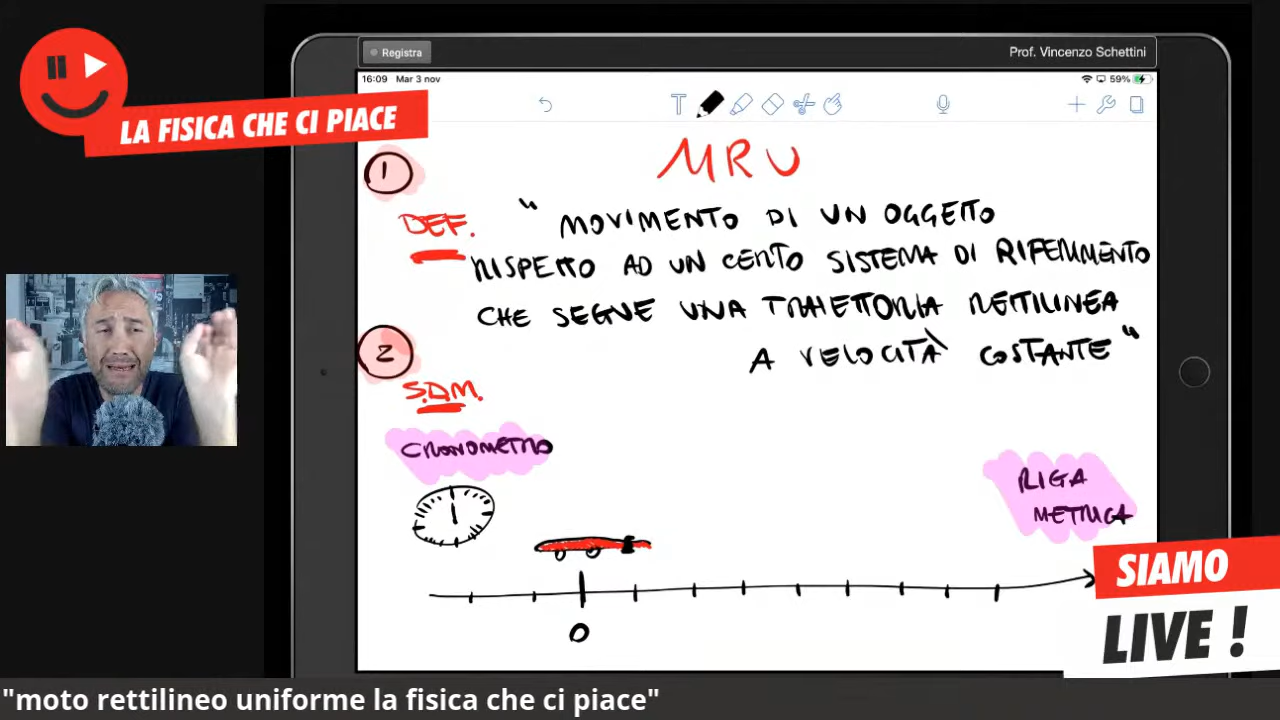 LA FISICA CHE CI PIACE
Registra
Prof. Vincenzo Schettini
16:09 Mar 3 nov
59%
T
MRU
1
DEF. " MOVIMENTO DI UN OGGETTO
RISPETTO AD UN CERTO SISTEMA DI RIFERIMENTO
CHE SEGUE UNA TRAIETTORIA RETTILINEA
A VELOCITÀ COSTANTE "
2
S.D.M.
CRONOMETRO
RIGA
METRICA
0
SIAMO
LIVE !
"moto rettilineo uniforme la fisica che ci piace"